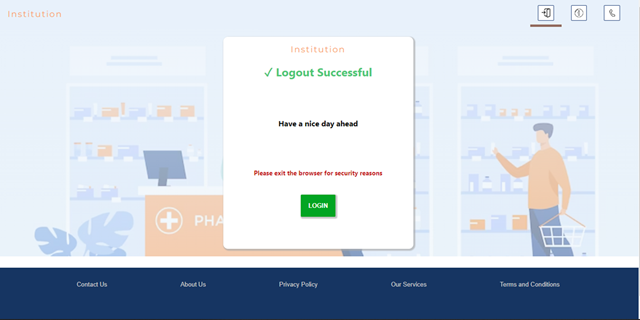 Institution
Institution
✓ Logout Successful
Have a nice day ahead
Please exit the browser for security reasons
LOGIN
PHA
Contact Us
About Us
Privacy Policy
Our Services
Terms and Conditions